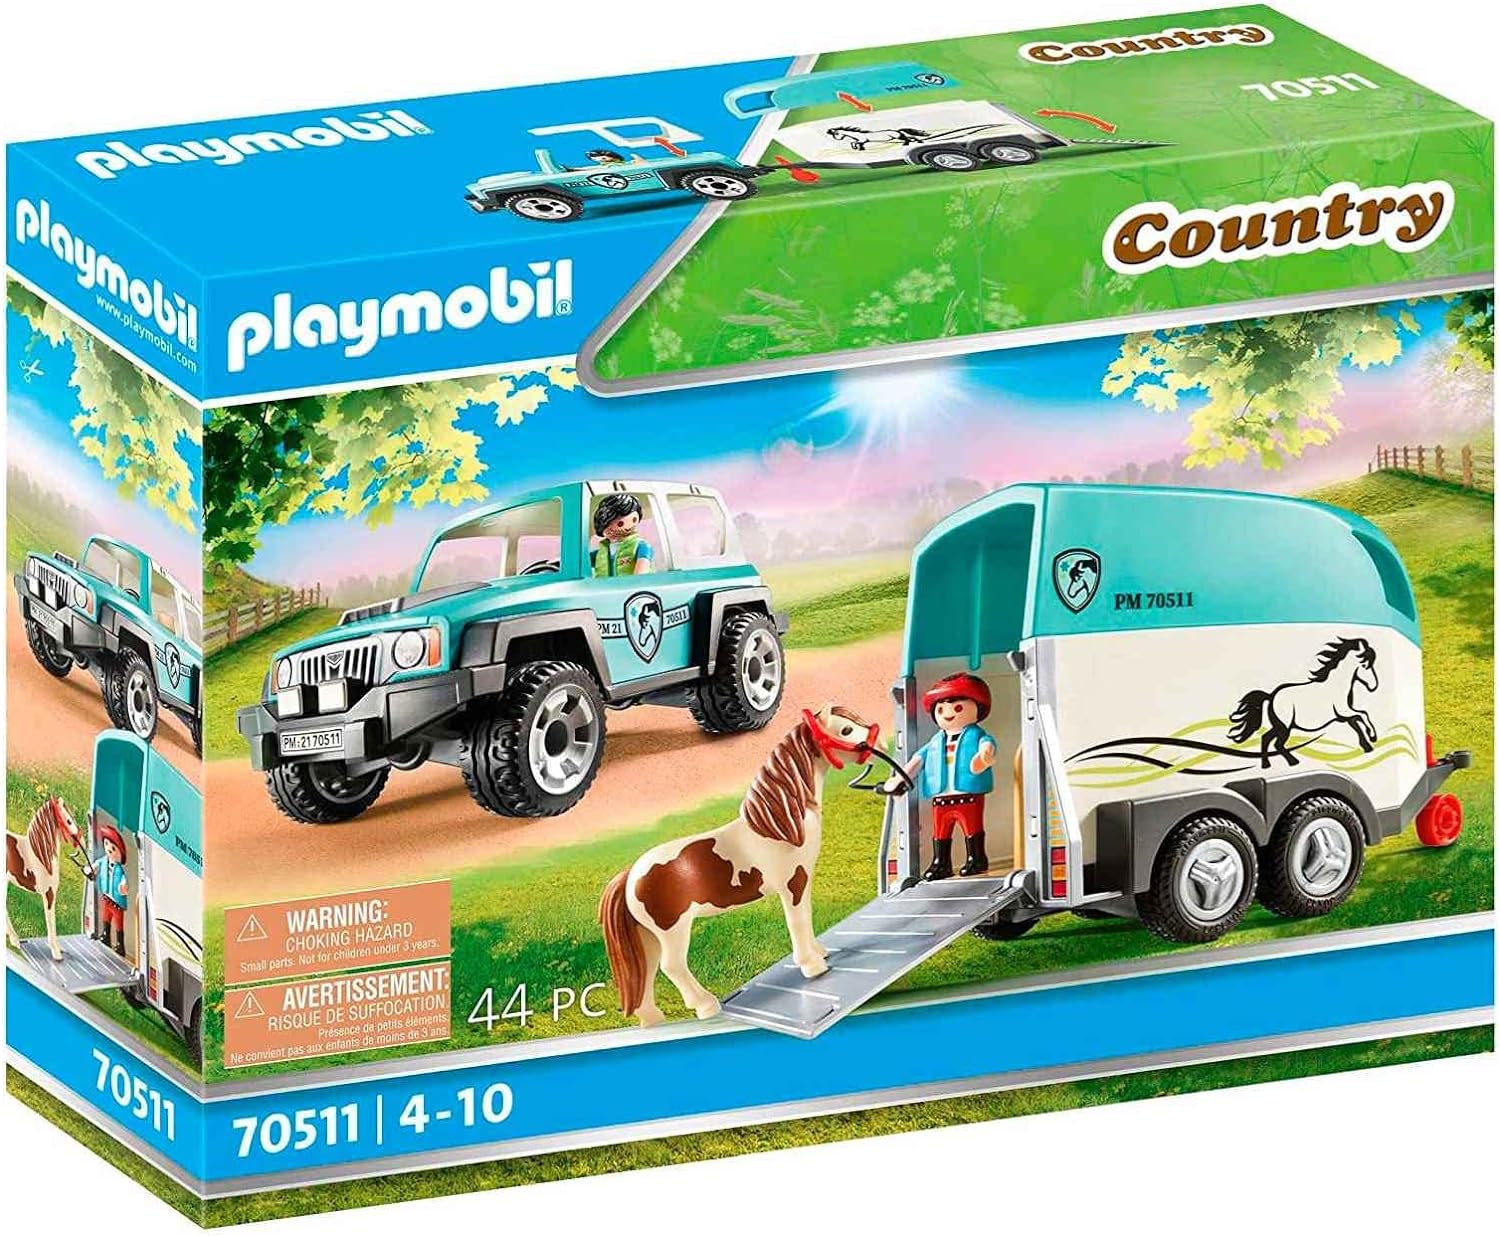 playmobil®
Country
70511
PM 70511
playmobil
www.playmobil.com
playmobil®
Country
PM 21
70511
PM 70511
PM-2170511
WARNING:
CHOKING HAZARD
Small parts. Not for children under 3 years.
AVERTISSEMENT:
RISQUE DE SUFFOCATION.
Présence de petits éléments.
Ne convient pas aux enfants de moins de 3 ans.
44 PC
70511
70511 | 4-10